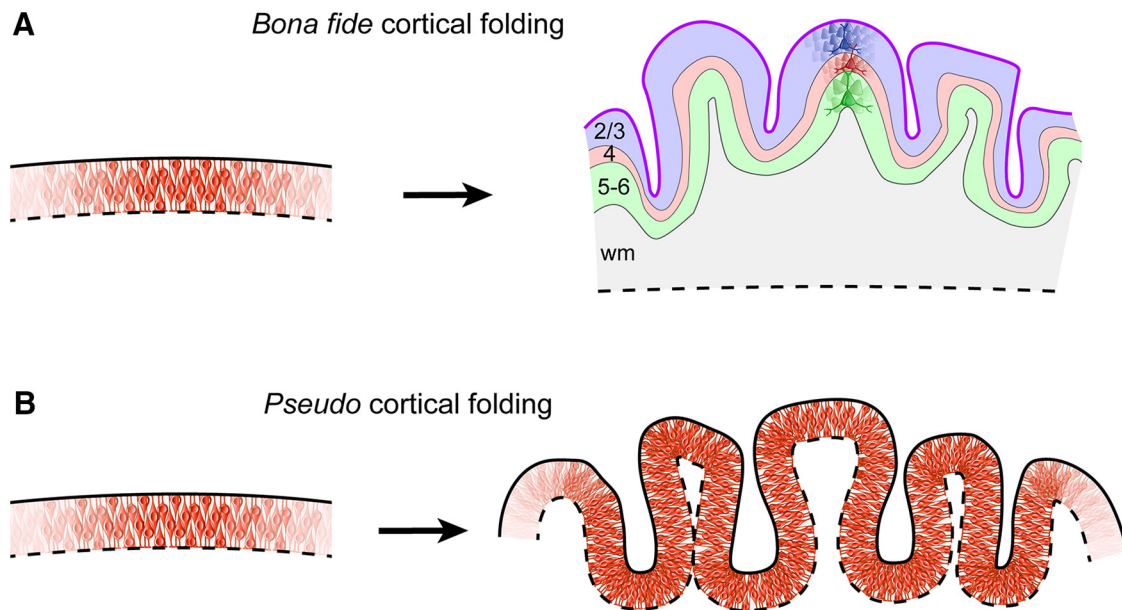 A
Bona fide cortical folding
2/3
4
5-6
wm
B
Pseudo cortical folding